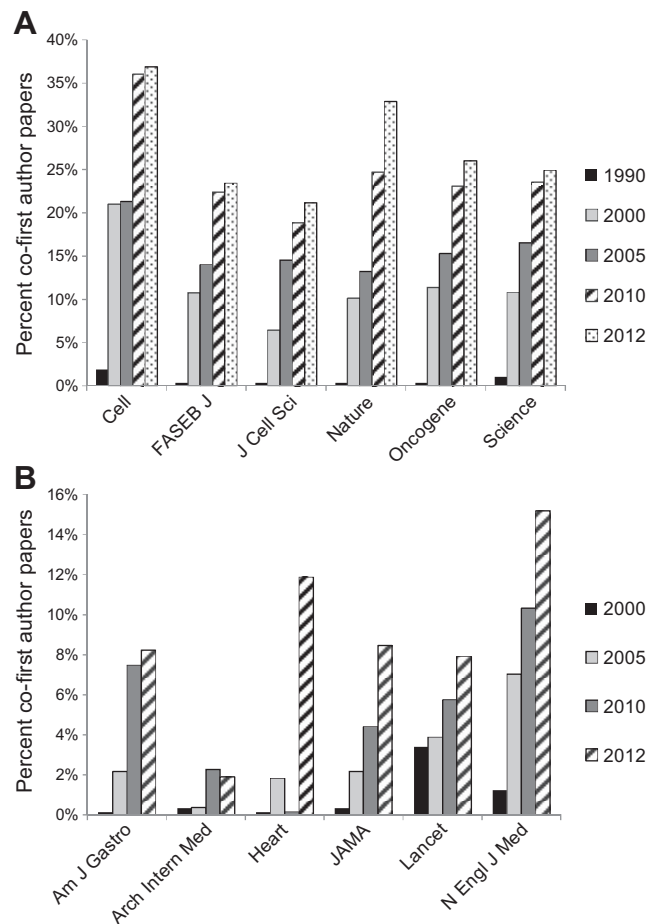 A
Percent co-first author papers
40%
35%
30%
25%
20%
15%
10%
5%
0%
Cell
FASEB J
J Cell Sci
Nature
Oncogene
Science
1990
2000
2005
2010
2012
B
Percent co-first author papers
16%
14%
12%
10%
8%
6%
4%
2%
0%
Am J Gastro
Arch Intern Med
Heart
JAMA
Lancet
N Engl J Med
2000
2005
2010
2012